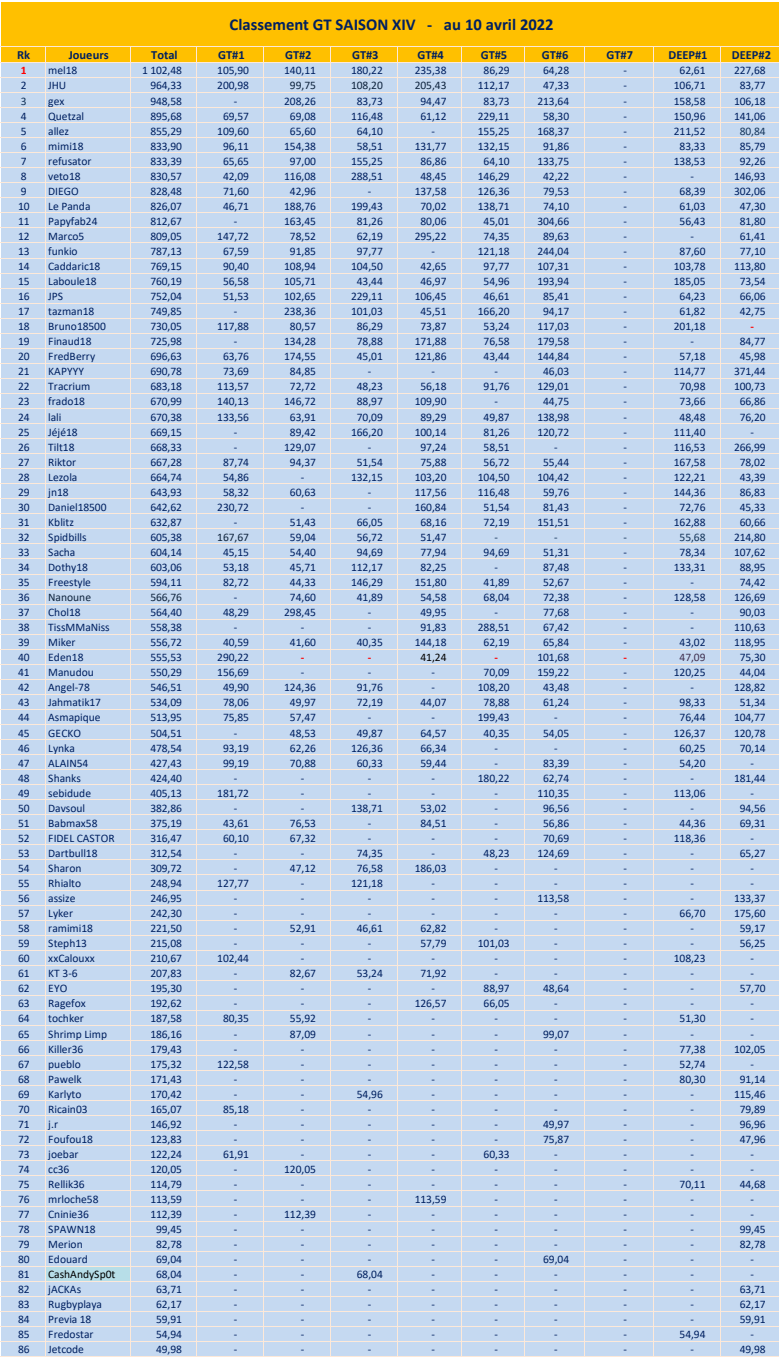 Classement GT SAISON XIV - au 10 avril 2022
Rk Joueurs Total GT#1 GT#2 GT#3 GT#4 GT#5 GT#6 GT#7 DEEP#1 DEEP#2
1 mel18 1 102,48 105,90 140,11 180,22 235,38 86,29 64,28 - 62,61 227,68
2 JHU 964,33 200,98 99,75 108,20 205,43 112,17 47,33 - 106,71 83,77
3 gex 948,58 - 208,26 83,73 94,47 83,73 213,64 - 158,58 106,18
4 Quetzal 895,68 69,57 69,08 116,48 61,12 229,11 58,30 - 150,96 141,06
5 allez 855,29 109,60 65,60 64,10 - 155,25 168,37 - 211,52 80,84
6 mimi18 833,90 96,11 154,38 58,51 131,77 132,15 91,86 - 83,33 85,79
7 refusator 833,39 65,65 97,00 155,25 86,86 64,10 133,75 - 138,53 92,26
8 veto18 830,57 42,09 116,08 288,51 48,45 146,29 42,22 - - 146,93
9 DIEGO 828,48 71,60 42,96 - 137,58 126,36 79,53 - 68,39 302,06
10 Le Panda 826,07 46,71 188,76 199,43 70,02 138,71 74,10 - 61,03 47,30
11 Papyfab24 812,67 - 163,45 81,26 80,06 45,01 304,66 - 56,43 81,80
12 Marco5 809,05 147,72 78,52 62,19 295,22 74,35 89,63 - - 61,41
13 funkio 787,13 67,59 91,85 97,77 - 121,18 244,04 - 87,60 77,10
14 Caddaric18 769,15 90,40 108,94 104,50 42,65 97,77 107,31 - 103,78 113,80
15 Laboule18 760,19 56,58 105,71 43,44 46,97 54,96 193,94 - 185,05 73,54
16 JPS 752,04 51,53 102,65 229,11 106,45 46,61 85,41 - 64,23 66,06
17 tazman18 749,85 - 238,36 101,03 45,51 166,20 94,17 - 61,82 42,75
18 Bruno18500 730,05 117,88 80,57 86,29 73,87 53,24 117,03 - 201,18 -
19 Finaud18 725,98 - 134,28 78,88 171,88 76,58 179,58 - - 84,77
20 FredBerry 696,63 63,76 174,55 45,01 121,86 43,44 144,84 - 57,18 45,98
21 KAPYYY 690,78 73,69 84,85 - - - 46,03 - 114,77 371,44
22 Tracrium 683,18 113,57 72,72 48,23 56,18 91,76 129,01 - 70,98 100,73
23 frado18 670,99 140,13 146,72 88,97 109,90 - 44,75 - 73,66 66,86
24 lali 670,38 133,56 63,91 70,09 89,29 49,87 138,98 - 48,48 76,20
25 Jéjé18 669,15 - 89,42 166,20 100,14 81,26 120,72 - 111,40 -
26 Tilt18 668,33 - 129,07 - 97,24 58,51 - - 116,53 266,99
27 Riktor 667,28 87,74 94,37 51,54 75,88 56,72 55,44 - 167,58 78,02
28 Lezola 664,74 54,86 - 132,15 103,20 104,50 104,42 - 122,21 43,39
29 jn18 643,93 58,32 60,63 - 117,56 116,48 59,76 - 144,36 86,83
30 Daniel18500 642,62 230,72 - - 160,84 51,54 81,43 - 72,76 45,33
31 Kblitz 632,87 - 51,43 66,05 68,16 72,19 151,51 - 162,88 60,66
32 Spidbills 605,38 167,67 59,04 56,72 51,47 - - - 55,68 214,80
33 Sacha 604,14 45,15 54,40 94,69 77,94 94,69 51,31 - 78,34 107,62
34 Dothy18 603,06 53,18 45,71 112,17 82,25 - 87,48 - 133,31 88,95
35 Freestyle 594,11 82,72 44,33 146,29 151,80 41,89 52,67 - - 74,42
36 Nanoune 566,76 - 74,60 41,89 54,58 68,04 72,38 - 128,58 126,69
37 Chol18 564,40 48,29 298,45 - 49,95 - 77,68 - - 90,03
38 TissMMaNiss 558,38 - - - 91,83 288,51 67,42 - - 110,63
39 Miker 556,72 40,59 41,60 40,35 144,18 62,19 65,84 - 43,02 118,95
40 Eden18 555,53 290,22 - - 41,24 - 101,68 - 47,09 75,30
41 Manudou 550,29 156,69 - - - 70,09 159,22 - 120,25 44,04
42 Angel-78 546,51 49,90 124,36 91,76 - 108,20 43,48 - - 128,82
43 Jahmatik17 534,09 78,06 49,97 72,19 44,07 78,88 61,24 - 98,33 51,34
44 Asmapique 513,95 75,85 57,47 - - 199,43 - - 76,44 104,77
45 GECKO 504,51 - 48,53 49,87 64,57 40,35 54,05 - 126,37 120,78
46 Lynka 478,54 93,19 62,26 126,36 66,34 - - - 60,25 70,14
47 ALAIN54 427,43 99,19 70,88 60,33 59,44 - 83,39 - 54,20 -
48 Shanks 424,40 - - - - 180,22 62,74 - - 181,44
49 sebidude 405,13 181,72 - - - - 110,35 - 113,06 -
50 Davsoul 382,86 - - 138,71 53,02 - 96,56 - - 94,56
51 Babmax58 375,19 43,61 76,53 - 84,51 - 56,86 - 44,36 69,31
52 FIDEL CASTOR 316,47 60,10 67,32 - - - 70,69 - 118,36 -
53 Dartbull18 312,54 - - 74,35 - 48,23 124,69 - - 65,27
54 Sharon 309,72 - 47,12 76,58 186,03 - - - - -
55 Rhialto 248,94 127,77 - 121,18 - - - - - -
56 assize 246,95 - - - - - 113,58 - - 133,37
57 Lyker 242,30 - - - - - - - 66,70 175,60
58 ramimi18 221,50 - 52,91 46,61 62,82 - - - - 59,17
59 Steph13 215,08 - - - 57,79 101,03 - - - 56,25
60 xxCalouxx 210,67 102,44 - - - - - - 108,23 -
61 KT 3-6 207,83 - 82,67 53,24 71,92 - - - - -
62 EYO 195,30 - - - - 88,97 48,64 - - 57,70
63 Ragefox 192,62 - - - 126,57 66,05 - - - -
64 tochker 187,58 80,35 55,92 - - - - - 51,30 -
65 Shrimp Limp 186,16 - 87,09 - - - 99,07 - - -
66 Killer36 179,43 - - - - - - - 77,38 102,05
67 pueblo 175,32 122,58 - - - - - - 52,74 -
68 Pawelk 171,43 - - - - - - - 80,30 91,14
69 Karlyto 170,42 - - 54,96 - - - - - 115,46
70 Ricain03 165,07 85,18 - - - - - - - 79,89
71 j.r 146,92 - - - - - 49,97 - - 96,96
72 Foufou18 123,83 - - - - - 75,87 - - 47,96
73 joebar 122,24 61,91 - - - 60,33 - - - -
74 cc36 120,05 - 120,05 - - - - - - -
75 Rellik36 114,79 - - - - - - - 70,11 44,68
76 mrloche58 113,59 - - - 113,59 - - - - -
77 Cninie36 112,39 - 112,39 - - - - - - -
78 SPAWN18 99,45 - - - - - - - - 99,45
79 Merion 82,78 - - - - - - - - 82,78
80 Edouard 69,04 - - - - - 69,04 - - -
81 CashAndySp0t 68,04 - - 68,04 - - - - - -
82 jACKAs 63,71 - - - - - - - - 63,71
83 Rugbyplaya 62,17 - - - - - - - - 62,17
84 Previa 18 59,91 - - - - - - - - 59,91
85 Fredostar 54,94 - - - - - - - 54,94 -
86 Jetcode 49,98 - - - - - - - - 49,98